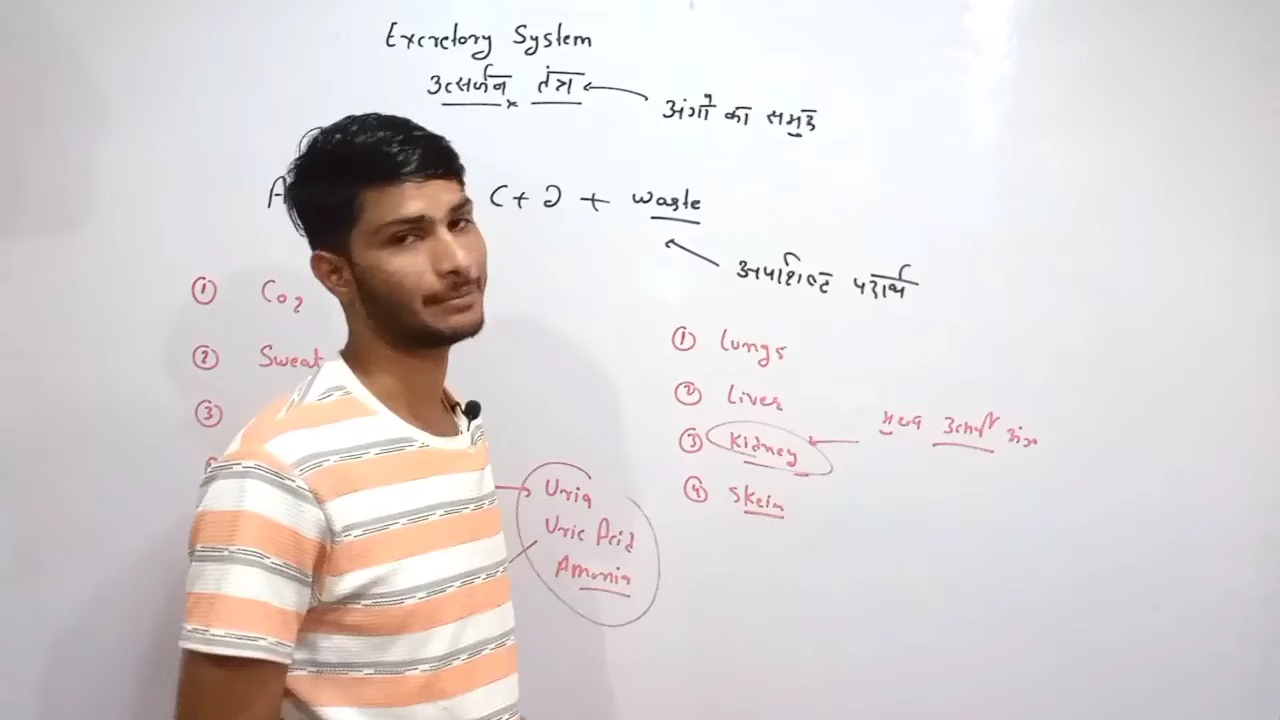 Excretory System
उत्सर्जन तंत्र
अंगों का समुह
C + D + waste
अपशिष्ट पदार्थ
① CO2
② Sweat
③
① Lungs
② Liver
③ Kidney
मुख्य उत्सर्जी अंग
④ Skein
Uria
Uric Acid
Amonia